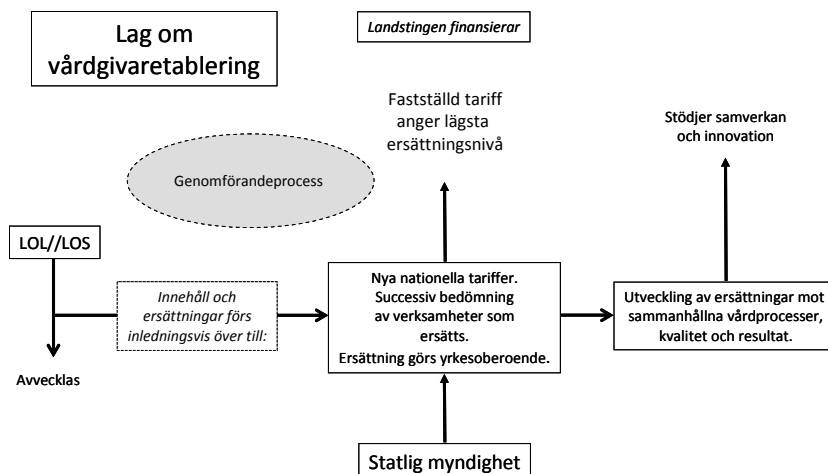 Lag om
vårdgivaretablering
Landstingen finansierar
Fastställd tariff
anger lägsta
ersättningsnivå
Stödjer samverkan
och innovation
Genomförandeprocess
LOL//LOS
Innehåll och
ersättningar förs
inledningsvis över till:
Nya nationella tariffer.
Successiv bedömning
av verksamheter som
ersätts.
Ersättning görs yrkesoberoende.
Utveckling av ersättningar mot
sammanhållna vårdprocesser,
kvalitet och resultat.
Avvecklas
Statlig myndighet